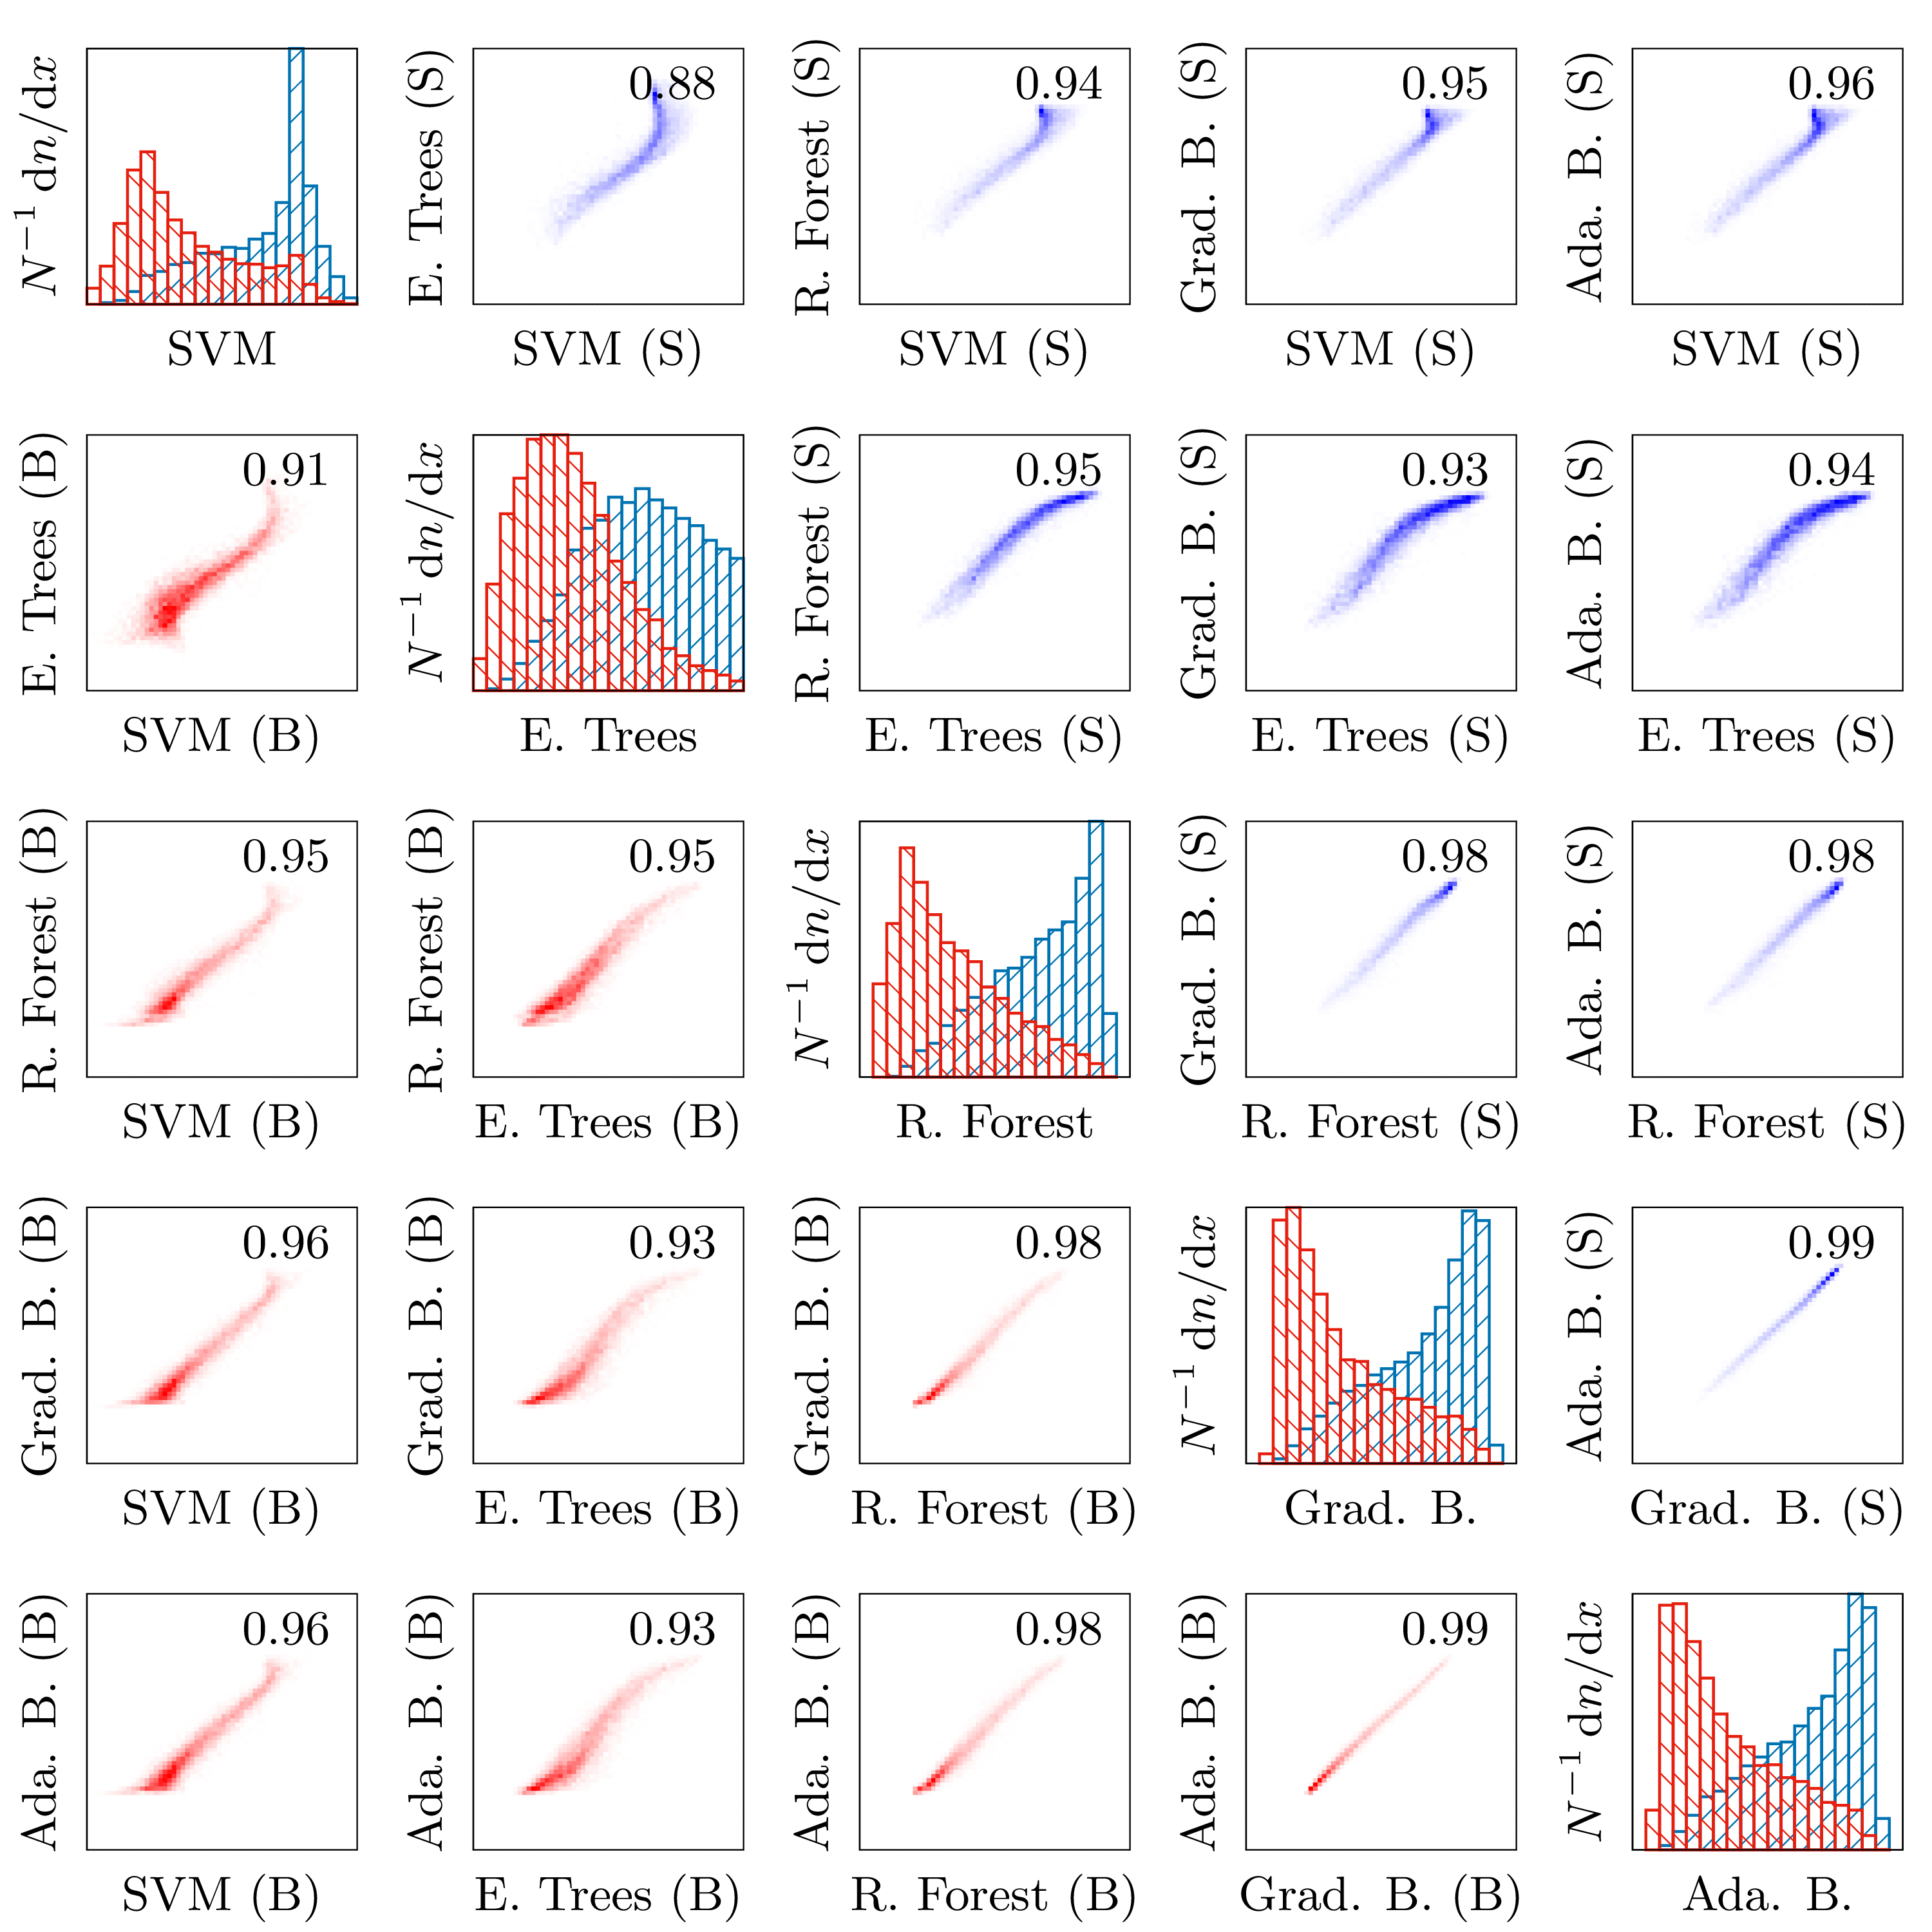 N⁻¹ dn/dx
SVM
E. Trees (S)
0.88
SVM (S)
R. Forest (S)
0.94
SVM (S)
Grad. B. (S)
0.95
SVM (S)
Ada. B. (S)
0.96
SVM (S)
E. Trees (B)
0.91
SVM (B)
N⁻¹ dn/dx
E. Trees
R. Forest (S)
0.95
E. Trees (S)
Grad. B. (S)
0.93
E. Trees (S)
Ada. B. (S)
0.94
E. Trees (S)
R. Forest (B)
0.95
SVM (B)
R. Forest (B)
0.95
E. Trees (B)
N⁻¹ dn/dx
R. Forest
Grad. B. (S)
0.98
R. Forest (S)
Ada. B. (S)
0.98
R. Forest (S)
Grad. B. (B)
0.96
SVM (B)
Grad. B. (B)
0.93
E. Trees (B)
Grad. B. (B)
0.98
R. Forest (B)
N⁻¹ dn/dx
Grad. B.
Ada. B. (S)
0.99
Grad. B. (S)
Ada. B. (B)
0.96
SVM (B)
Ada. B. (B)
0.93
E. Trees (B)
Ada. B. (B)
0.98
R. Forest (B)
Ada. B. (B)
0.99
Grad. B. (B)
N⁻¹ dn/dx
Ada. B.